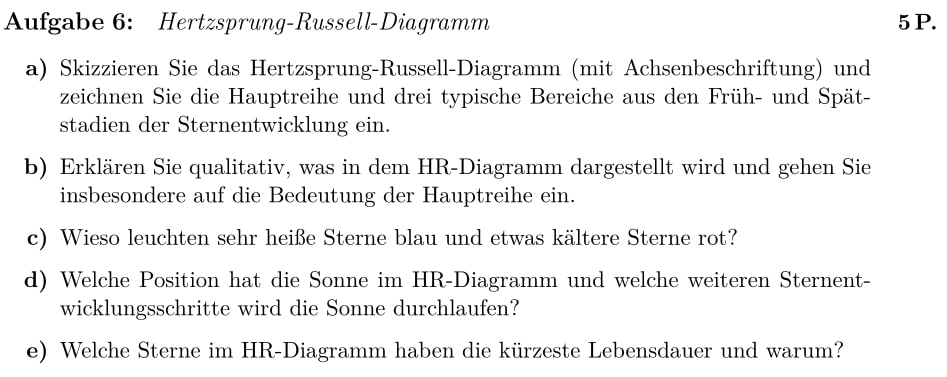 Aufgabe 6: Hertzsprung-Russell-Diagramm 5 P.
a) Skizzieren Sie das Hertzsprung-Russell-Diagramm (mit Achsenbeschriftung) und
zeichnen Sie die Hauptreihe und drei typische Bereiche aus den Früh- und Spät-
stadien der Sternentwicklung ein.
b) Erklären Sie qualitativ, was in dem HR-Diagramm dargestellt wird und gehen Sie
insbesondere auf die Bedeutung der Hauptreihe ein.
c) Wieso leuchten sehr heiße Sterne blau und etwas kältere Sterne rot?
d) Welche Position hat die Sonne im HR-Diagramm und welche weiteren Sternent-
wicklungsschritte wird die Sonne durchlaufen?
e) Welche Sterne im HR-Diagramm haben die kürzeste Lebensdauer und warum?